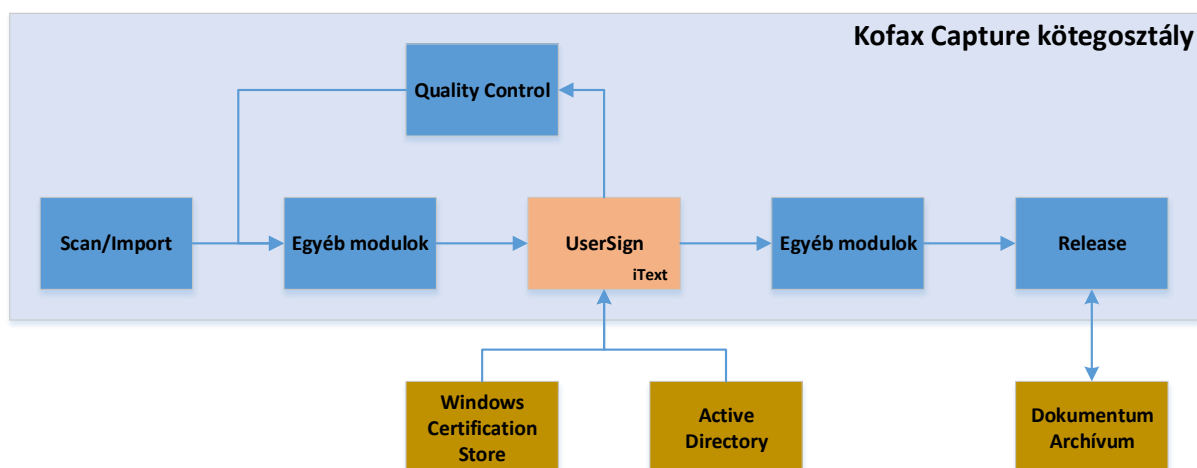 Kofax Capture kötegosztály
Quality Control
Scan/Import
Egyéb modulok
UserSign
iText
Egyéb modulok
Release
Windows
Certification
Store
Active
Directory
Dokumentum
Archívum